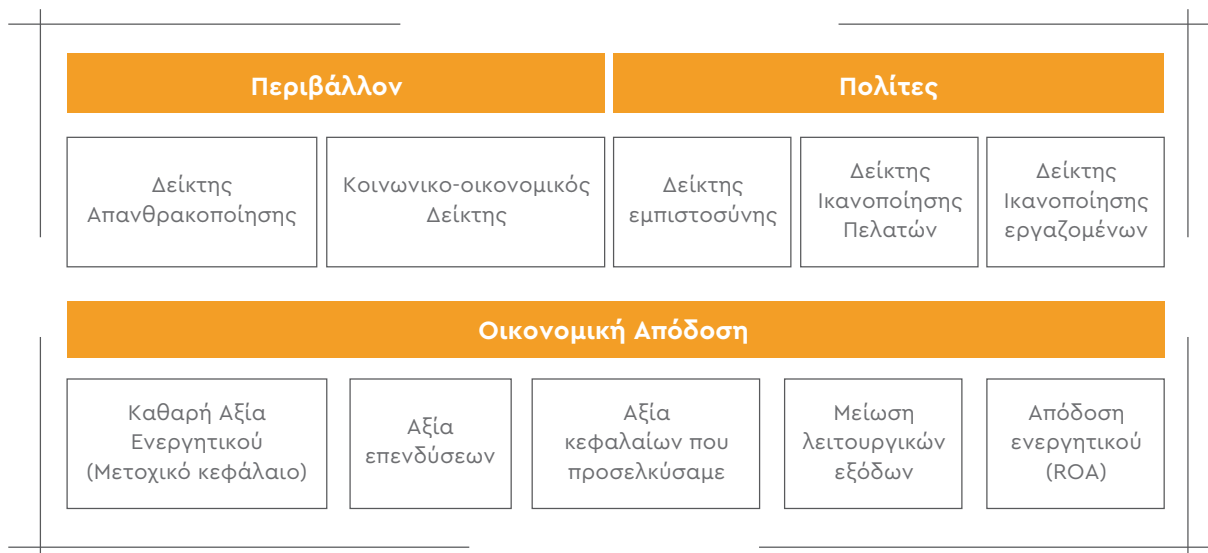 Περιβάλλον
Πολίτες
Δείκτης
Απανθρακοποίησης
Κοινωνικο-οικονομικός
Δείκτης
Δείκτης
εμπιστοσύνης
Δείκτης
Ικανοποίησης
Πελατών
Δείκτης
Ικανοποίησης
εργαζομένων
Οικονομική Απόδοση
Καθαρή Αξία
Ενεργητικού
(Μετοχικό κεφάλαιο)
Αξία
επενδύσεων
Αξία
κεφαλαίων που
προσελκύσαμε
Μείωση
λειτουργικών
εξόδων
Απόδοση
ενεργητικού
(ROA)